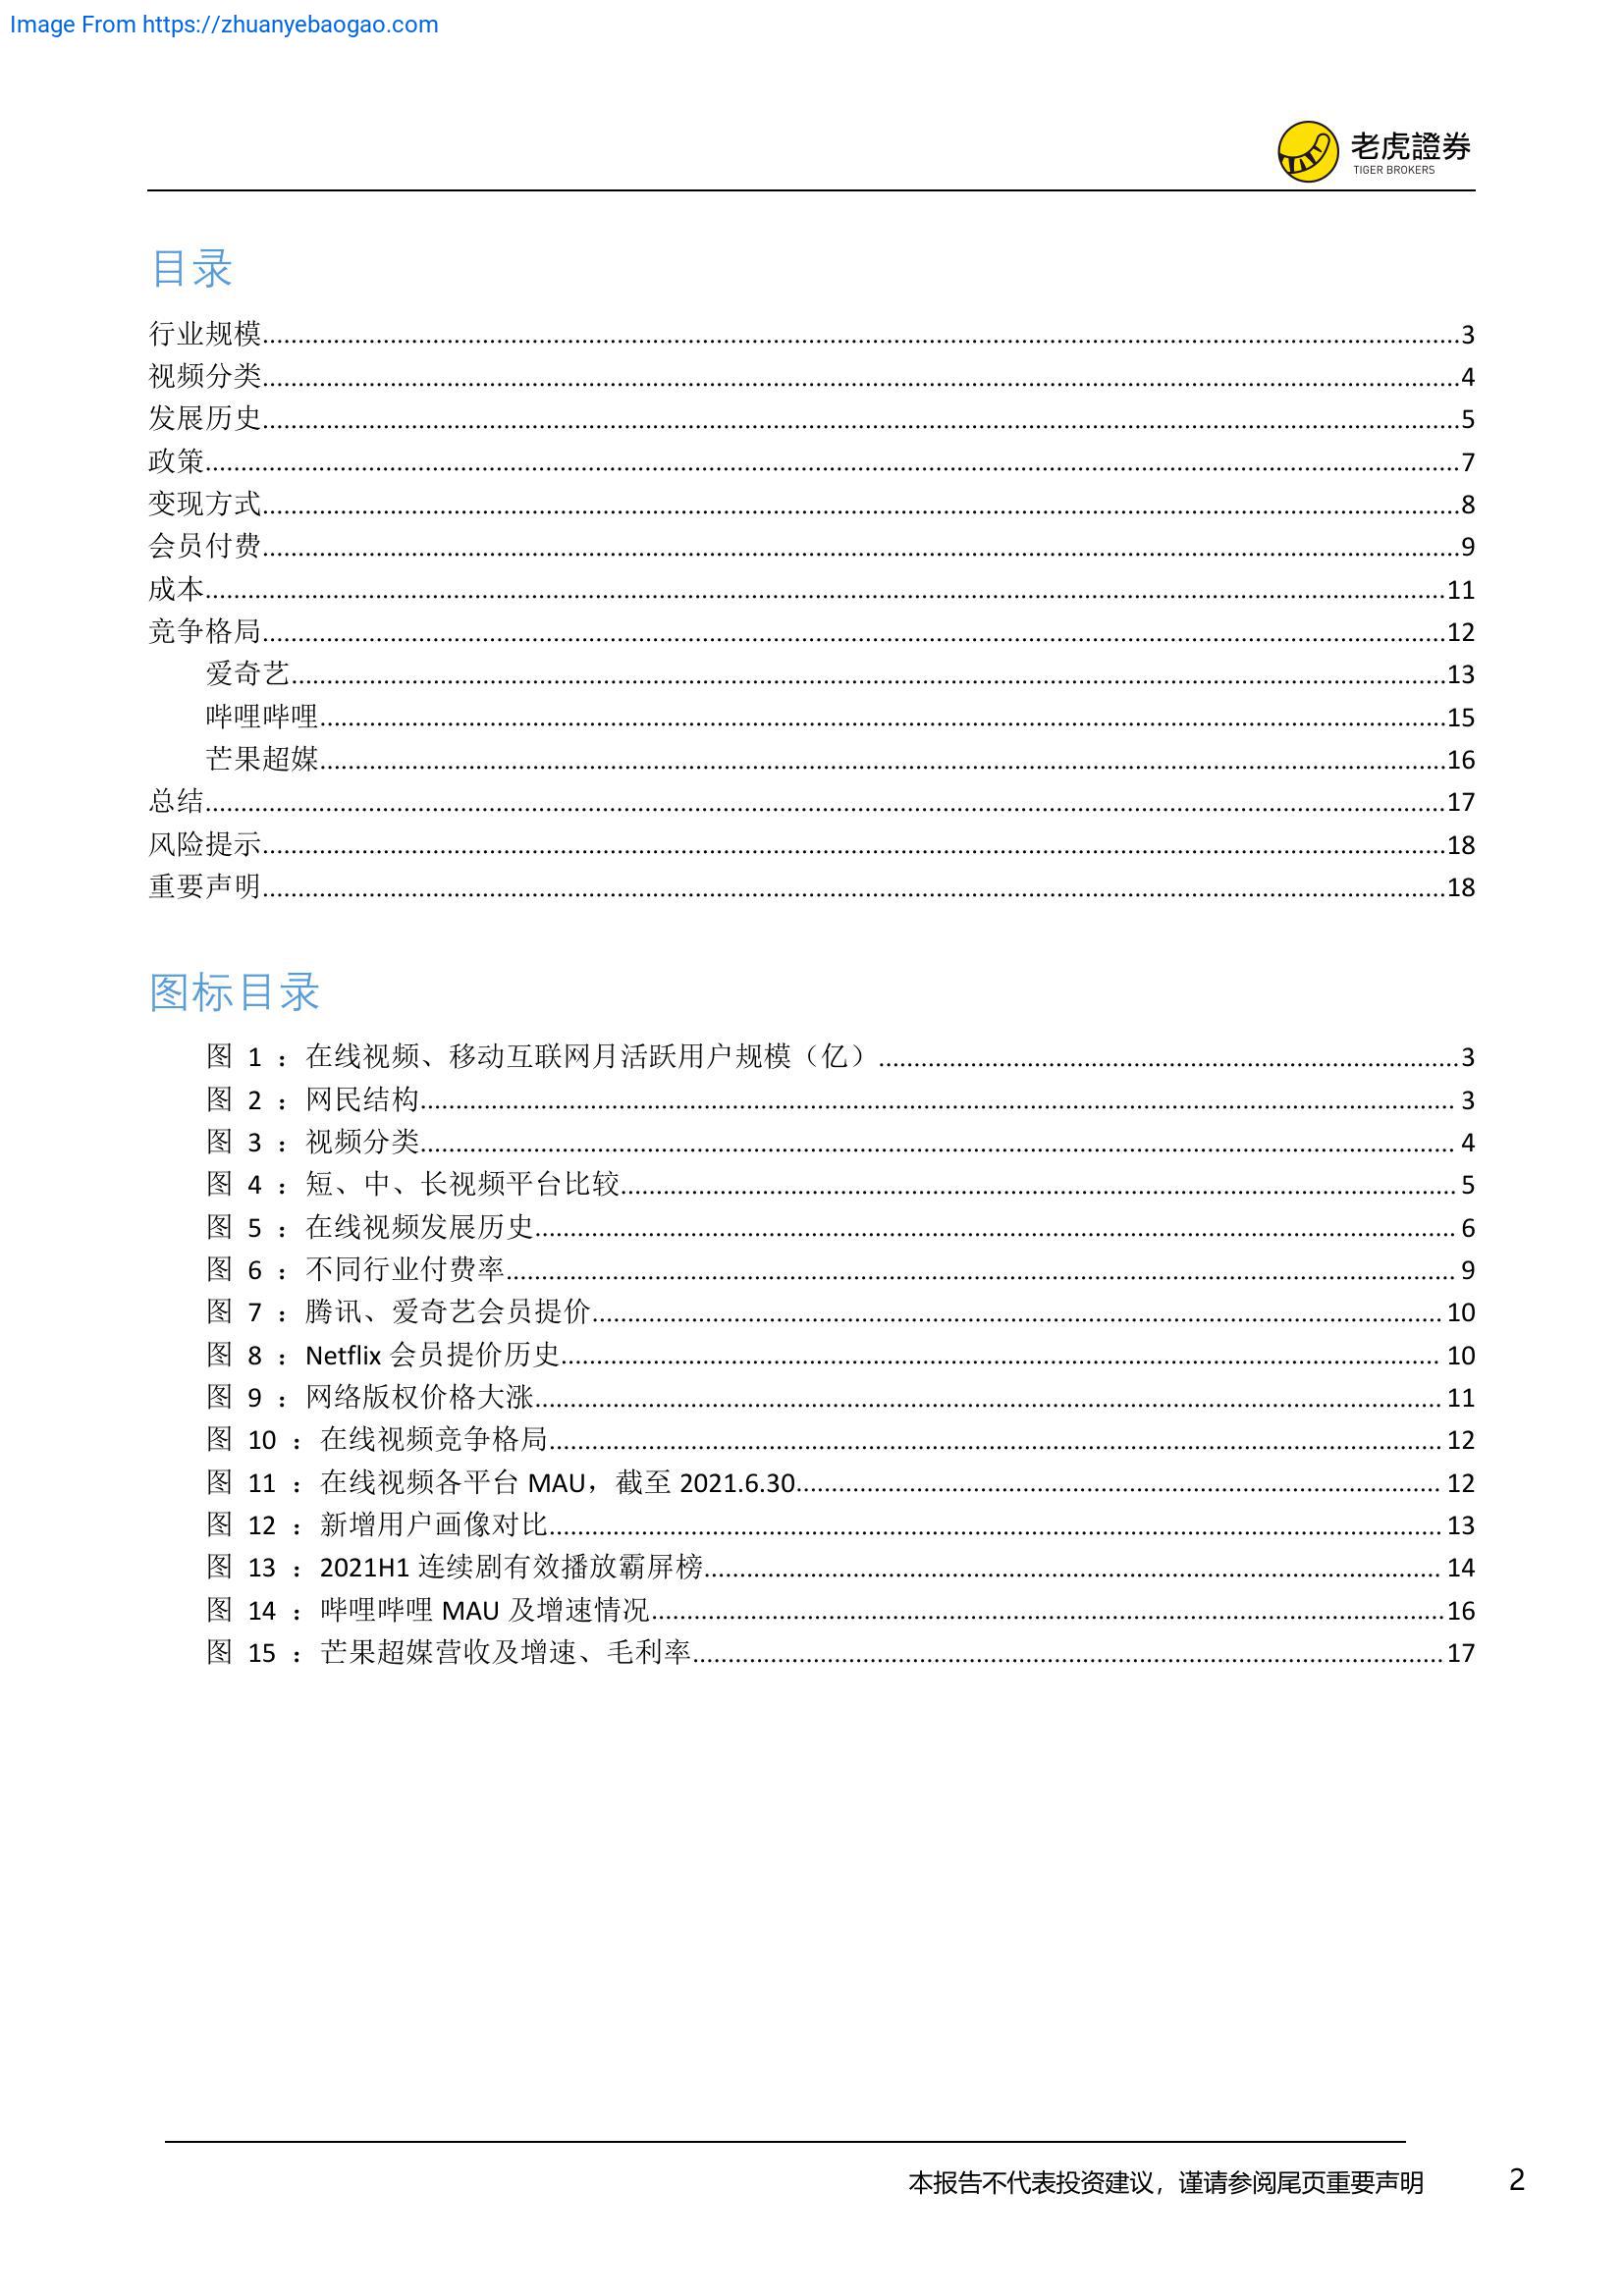 Image From https://zhuanyebaogao.com
老虎證券
TIGER BROKERS
目录
行业规模........................3
视频分类........................4
发展历史........................5
政策........................7
变现方式........................8
会员付费........................9
成本........................11
竞争格局........................12
爱奇艺........................13
哔哩哔哩........................15
芒果超媒........................16
总结........................17
风险提示........................18
重要声明........................18
图标目录
图 1 ：在线视频、移动互联网月活跃用户规模（亿）........................3
图 2 ：网民结构........................3
图 3 ：视频分类........................4
图 4 ：短、中、长视频平台比较........................5
图 5 ：在线视频发展历史........................6
图 6 ：不同行业付费率........................9
图 7 ：腾讯、爱奇艺会员提价........................10
图 8 ：Netflix 会员提价历史........................10
图 9 ：网络版权价格大涨........................11
图 10 ：在线视频竞争格局........................12
图 11 ：在线视频各平台 MAU，截至 2021.6.30........................12
图 12 ：新增用户画像对比........................13
图 13 ：2021H1 连续剧有效播放霸屏榜........................14
图 14 ：哔哩哔哩 MAU 及增速情况........................16
图 15 ：芒果超媒营收及增速、毛利率........................17
本报告不代表投资建议，谨请参阅尾页重要声明 2